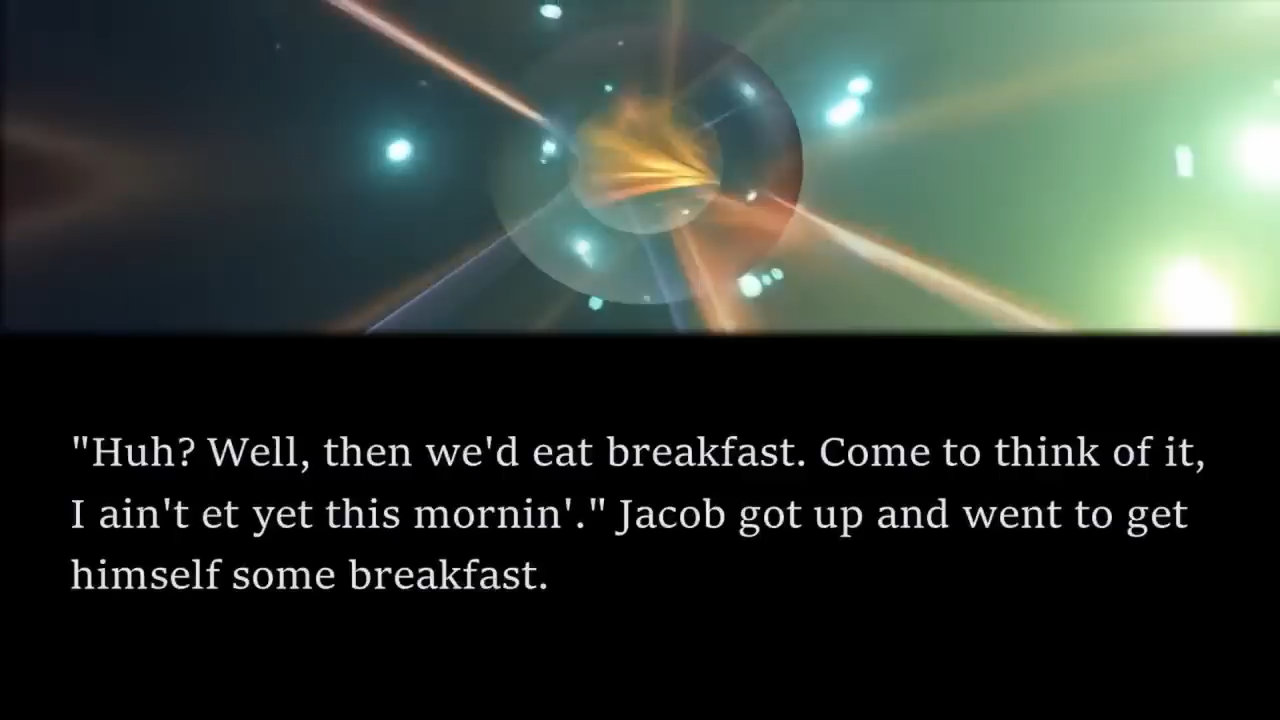 "Huh? Well, then we'd eat breakfast. Come to think of it,
I ain't et yet this mornin'." Jacob got up and went to get
himself some breakfast.